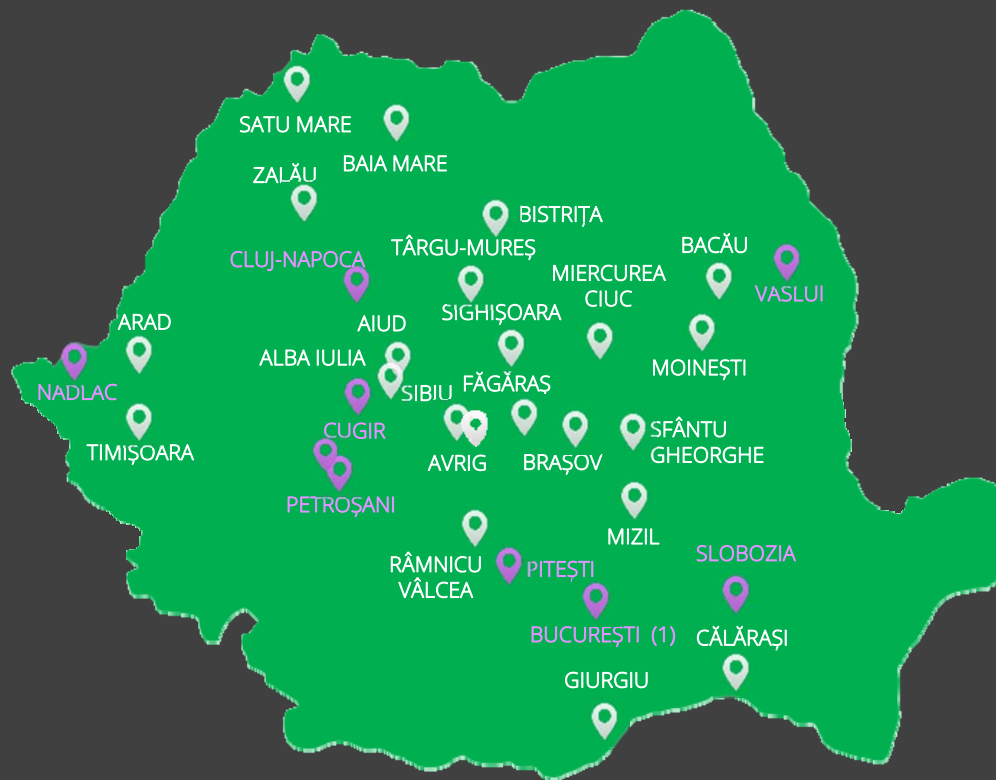 SATU MARE
BAIA MARE
ZALĂU
BISTRIȚA
TÂRGU-MUREȘ
BACĂU
CLUJ-NAPOCA
MIERCUREA
CIUC
VASLUI
SIGHIȘOARA
ARAD
AIUD
ALBA IULIA
MOINEȘTI
FĂGĂRAȘ
NADLAC
SIBIU
CUGIR
SFÂNTU
GHEORGHE
TIMIȘOARA
AVRIG
BRAȘOV
PETROȘANI
MIZIL
SLOBOZIA
RÂMNICU
VÂLCEA
PITEȘTI
BUCUREȘTI (1)
CĂLĂRAȘI
GIURGIU